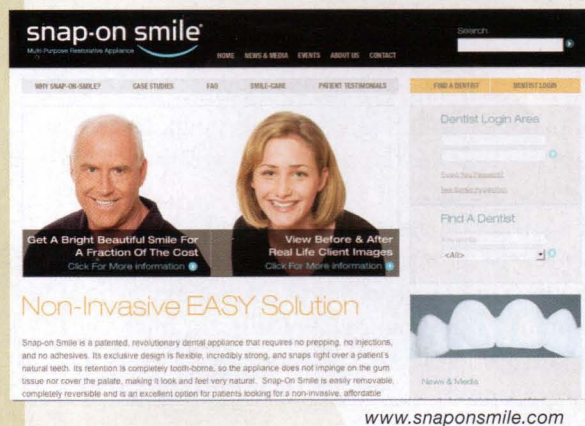 snap-on smile®
Multi-Purpose Restorative Appliance
HOME NEWS & MEDIA EVENTS ABOUT US CONTACT
Search
WHY SNAP-ON-SMILE? CASE STUDIES FAQ SMILE-CARE PATIENT TESTIMONIALS
FIND A DENTIST DENTIST LOGIN
Dentist Login Area
Find A Dentist
<All>
Get A Bright Beautiful Smile For
A Fraction Of The Cost
Click For More Information
View Before & After
Real Life Client Images
Click For More Information
Non-Invasive EASY Solution
Snap-on Smile is a patented, revolutionary dental appliance that requires no prepping, no injections,
and no adhesives. Its exclusive design is flexible, incredibly strong, and snaps right over a patient's
natural teeth. Its retention is completely tooth-borne, so the appliance does not impinge on the gum
tissue nor cover the palate, making it look and feel very natural. Snap-On Smile is easily removable,
completely reversible and is an excellent option for patients looking for a non-invasive, affordable
News & Media
www.snaponsmile.com